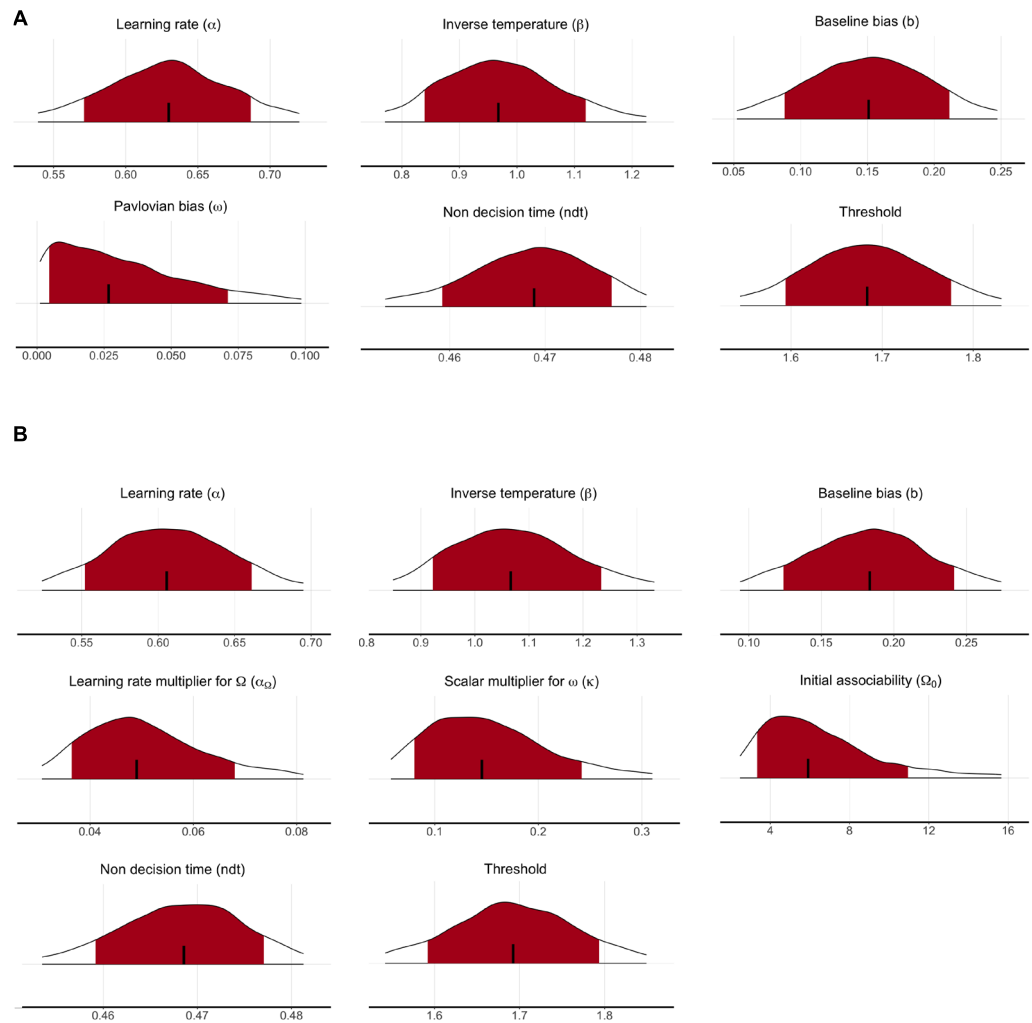 A
Learning rate (α)
Inverse temperature (β)
Baseline bias (b)
0.55 0.60 0.65 0.70
0.8 0.9 1.0 1.1 1.2
0.05 0.10 0.15 0.20 0.25
Pavlovian bias (ω)
Non decision time (ndt)
Threshold
0.000 0.025 0.050 0.075 0.100
0.46 0.47 0.48
1.6 1.7 1.8
B
Learning rate (α)
Inverse temperature (β)
Baseline bias (b)
0.55 0.60 0.65 0.70
0.8 0.9 1.0 1.1 1.2 1.3
0.10 0.15 0.20 0.25
Learning rate multiplier for Ω (αΩ)
Scalar multiplier for ω (κ)
Initial associability (Ω0)
0.04 0.06 0.08
0.1 0.2 0.3
4 8 12 16
Non decision time (ndt)
Threshold
0.46 0.47 0.48
1.6 1.7 1.8